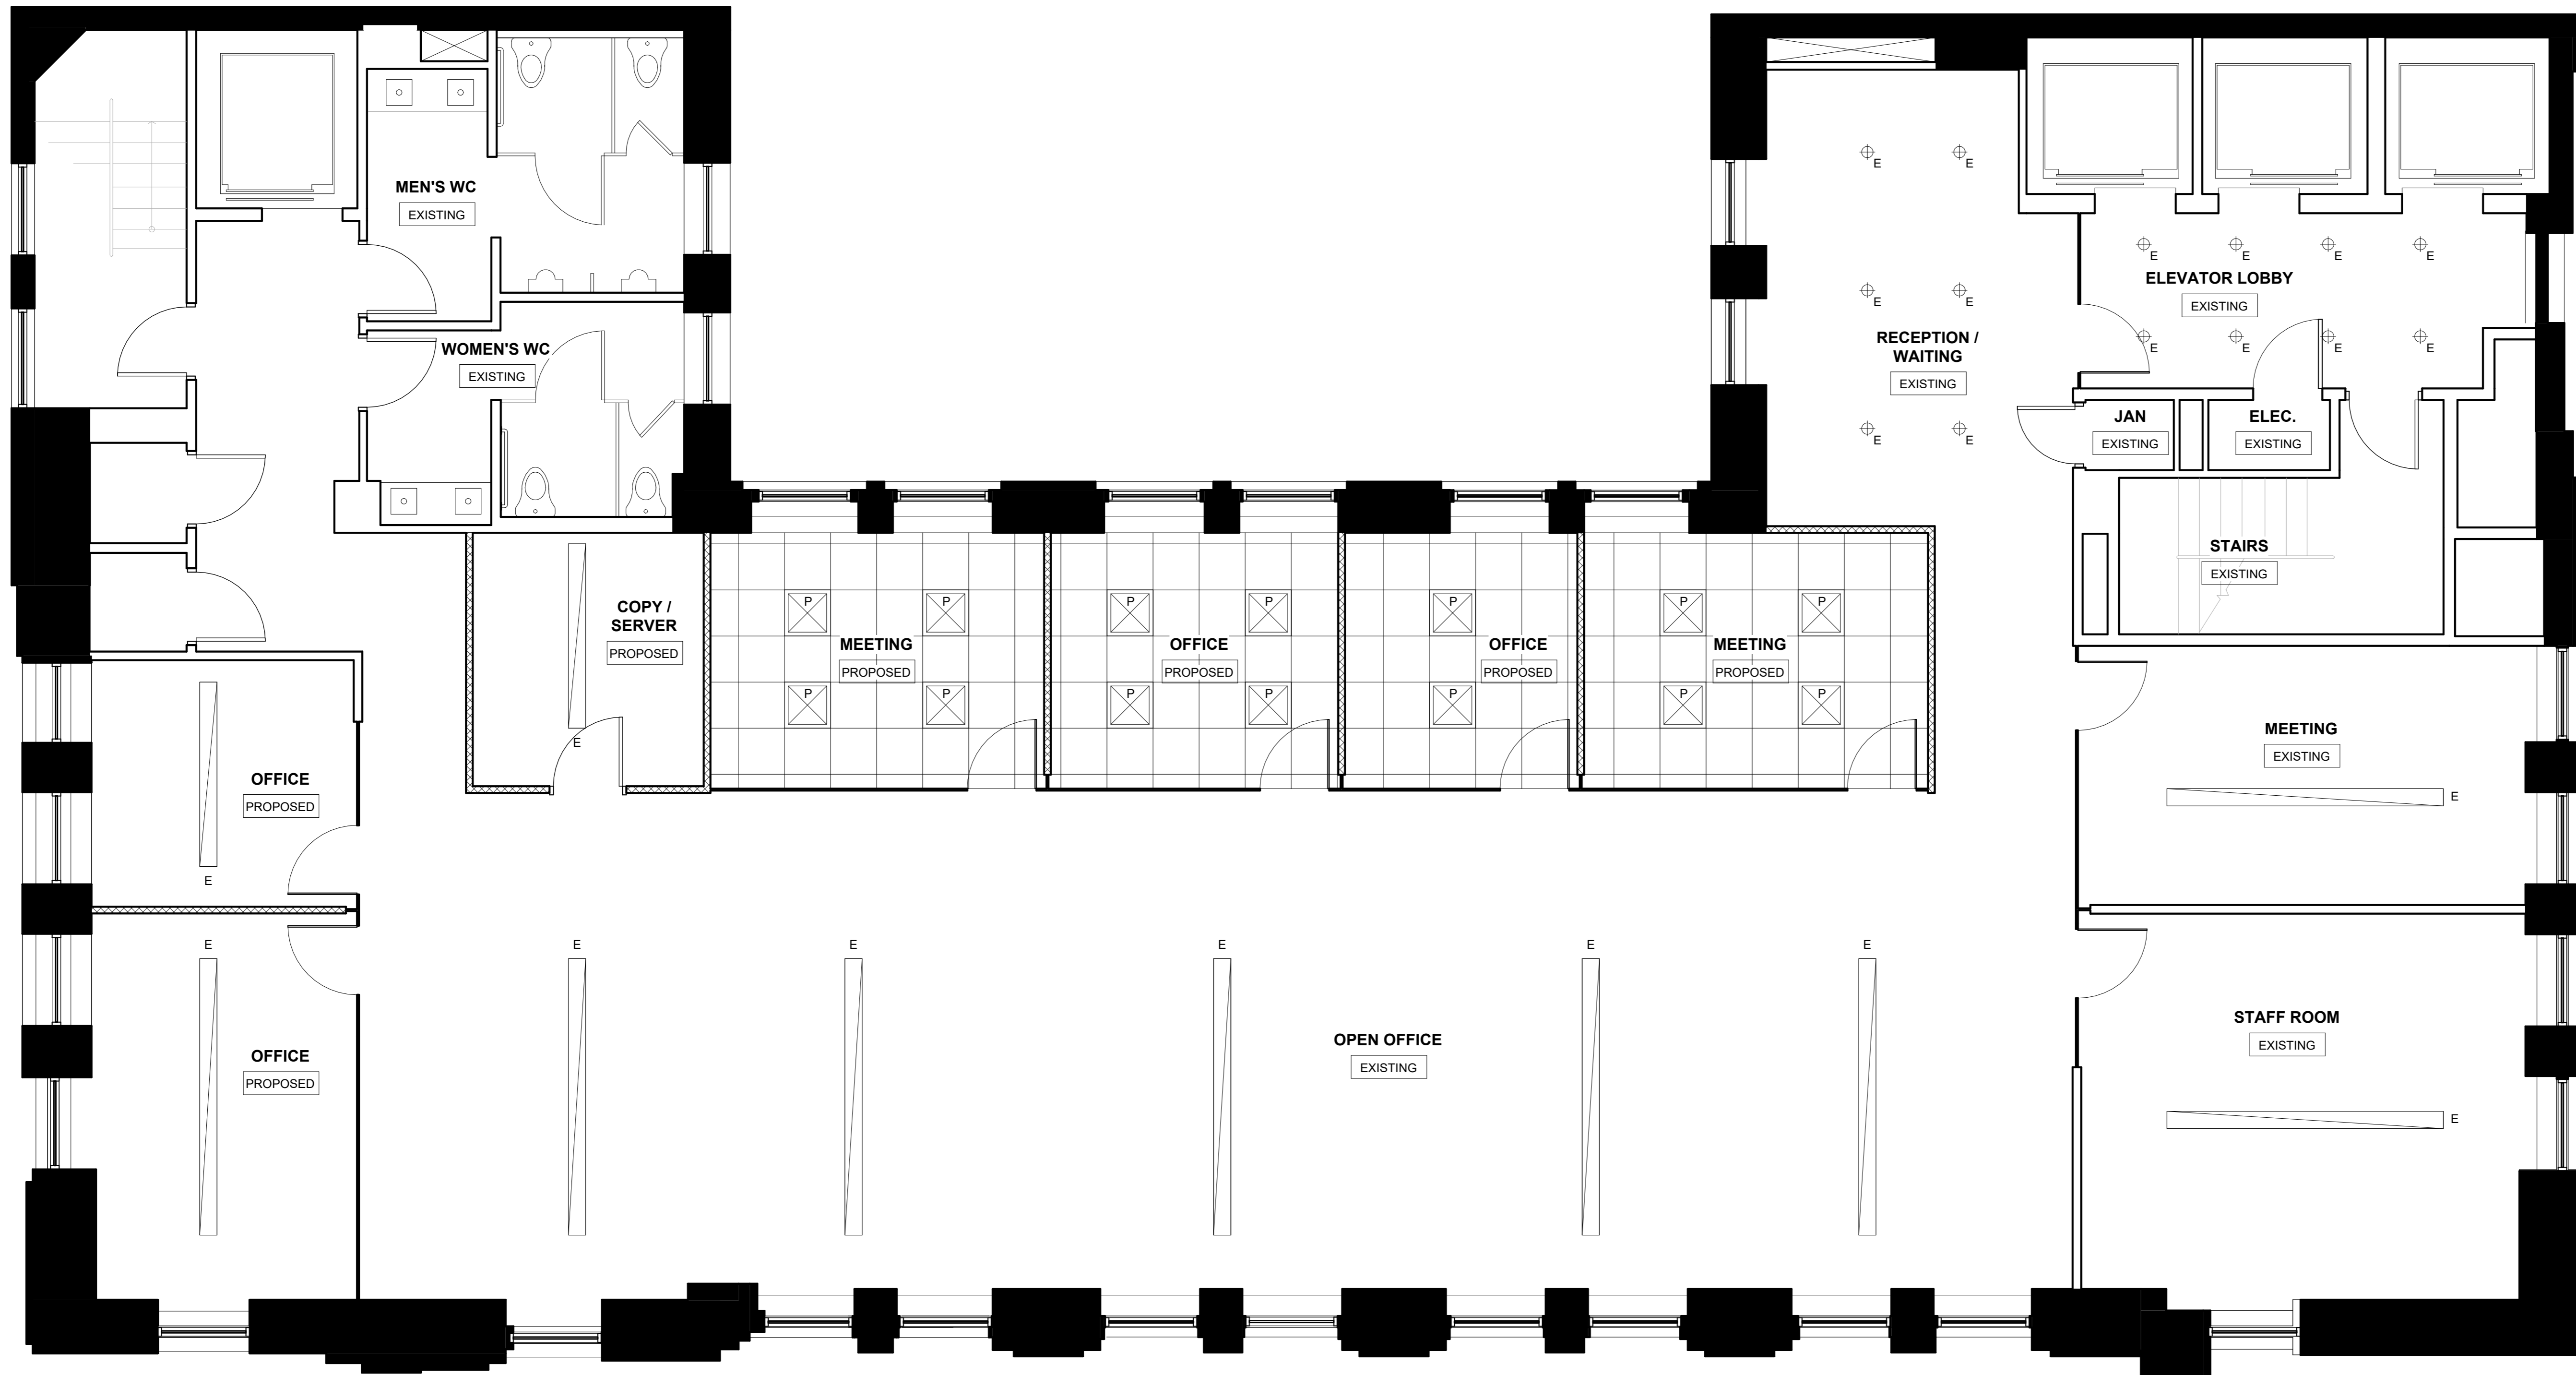 MEN'S WC
EXISTING
WOMEN'S WC
EXISTING
E
E
E
E
E
E
E
E
E
E
ELEVATOR LOBBY
EXISTING
E
E
E
E
RECEPTION /
WAITING
EXISTING
JAN
EXISTING
ELEC.
EXISTING
STAIRS
EXISTING
COPY /
SERVER
PROPOSED
E
P
P
P
P
MEETING
PROPOSED
P
P
P
P
OFFICE
PROPOSED
P
P
OFFICE
PROPOSED
P
P
P
P
MEETING
PROPOSED
MEETING
EXISTING
E
OFFICE
PROPOSED
E
E
OFFICE
PROPOSED
E
E
E
E
E
OPEN OFFICE
EXISTING
STAFF ROOM
EXISTING
E